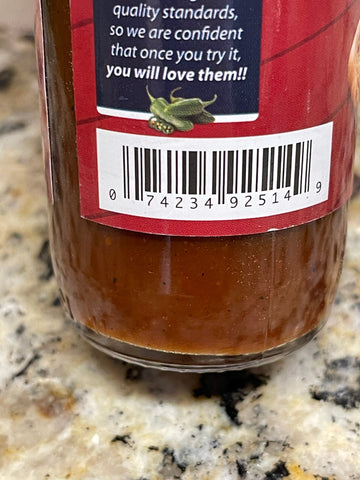 quality standards,
so we are confident
that once you try it,
you will love them!!
0 74234 92514 9